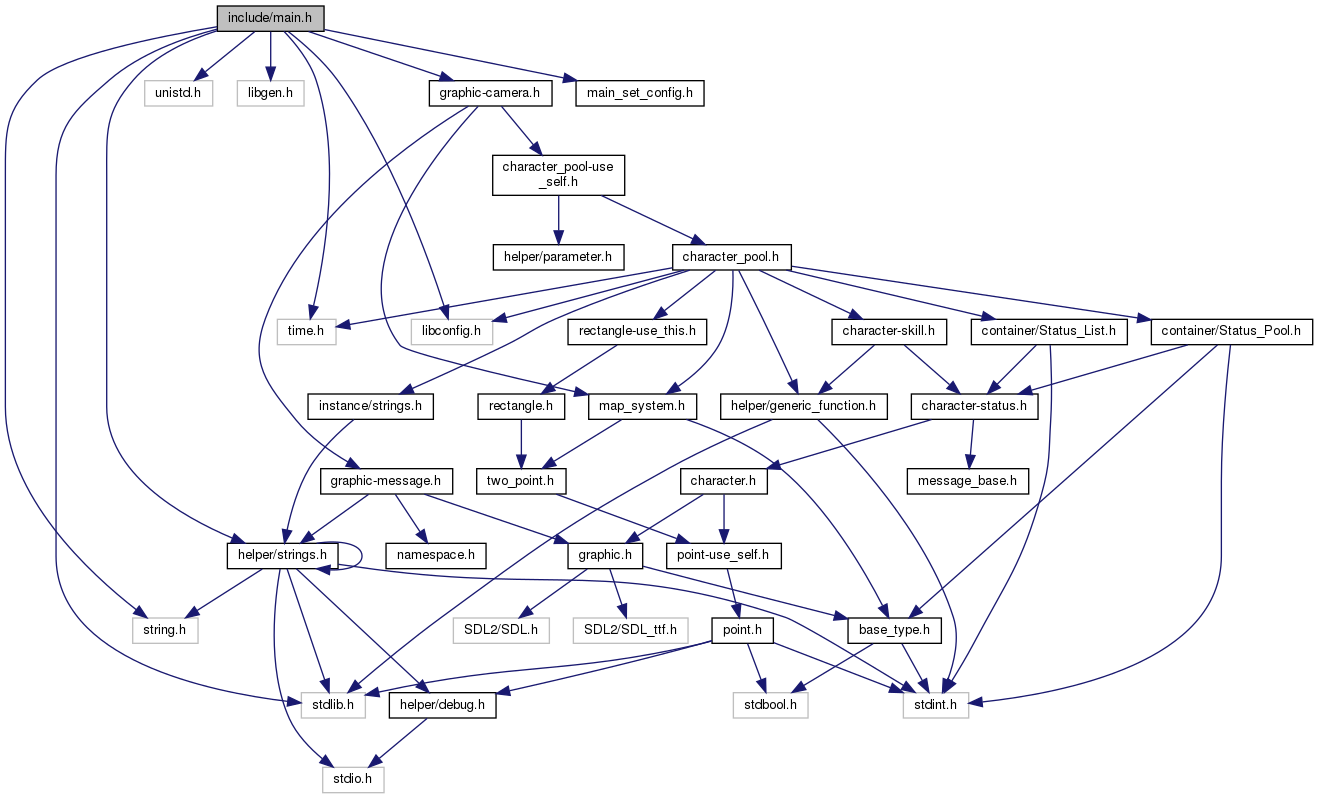 include/main.h
unistd.h
libgen.h
graphic-camera.h
main_set_config.h
character_pool-use
_self.h
helper/parameter.h
character_pool.h
time.h
libconfig.h
rectangle-use_this.h
character-skill.h
container/Status_List.h
container/Status_Pool.h
instance/strings.h
rectangle.h
map_system.h
helper/generic_function.h
character-status.h
graphic-message.h
two_point.h
character.h
message_base.h
helper/strings.h
namespace.h
graphic.h
point-use_self.h
string.h
SDL2/SDL.h
SDL2/SDL_ttf.h
point.h
base_type.h
stdlib.h
helper/debug.h
stdbool.h
stdint.h
stdio.h